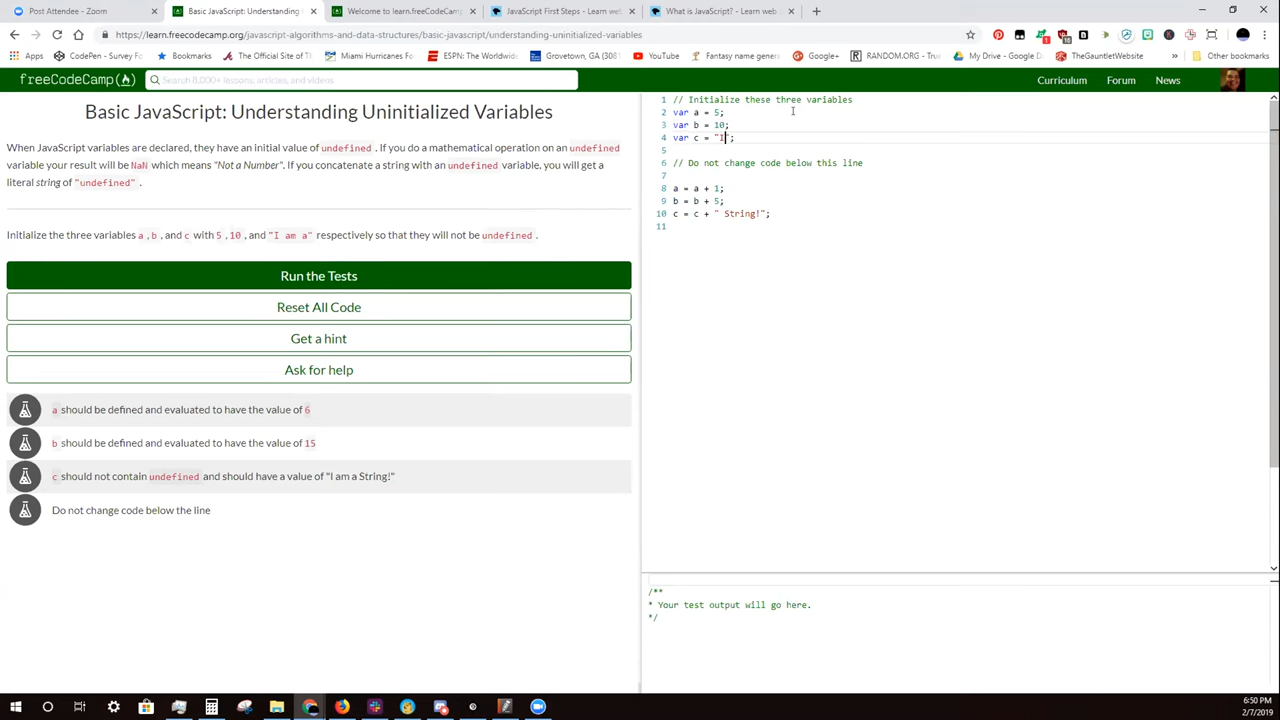 Post Attendee - Zoom
Basic JavaScript: Understanding
Welcome to learn.freeCodeCamp
JavaScript First Steps - Learn web
What is JavaScript? - Learn web
https://learn.freecodecamp.org/javascript-algorithms-and-data-structures/basic-javascript/understanding-uninitialized-variables
Apps
CodePen - Survey Fo
Bookmarks
The Official Site of T
Miami Hurricanes F
ESPN: The Worldwide
Grovetown, GA (3081
YouTube
Fantasy name gener
Google+
RANDOM.ORG - True
My Drive - Google D
TheGauntletWebsite
Other bookmarks
freeCodeCamp
Search 8,000+ lessons, articles, and videos
Curriculum
Forum
News
Basic JavaScript: Understanding Uninitialized Variables
When JavaScript variables are declared, they have an initial value of undefined . If you do a mathematical operation on an undefined
variable your result will be NaN which means "Not a Number". If you concatenate a string with an undefined variable, you will get a
literal string of "undefined" .
Initialize the three variables a , b , and c with 5 , 10 , and "I am a" respectively so that they will not be undefined .
Run the Tests
Reset All Code
Get a hint
Ask for help
a should be defined and evaluated to have the value of 6
b should be defined and evaluated to have the value of 15
c should not contain undefined and should have a value of "I am a String!"
Do not change code below the line
1 // Initialize these three variables
2 var a = 5;
3 var b = 10;
4 var c = "I";
5
6 // Do not change code below this line
7
8 a = a + 1;
9 b = b + 5;
10 c = c + " String!";
11
/**
* Your test output will go here.
*/
6:50 PM
2/7/2019